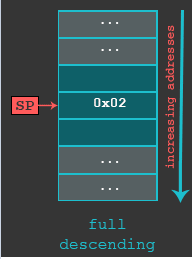 ...
...
SP
0x02
increasing addresses
...
...
full
descending